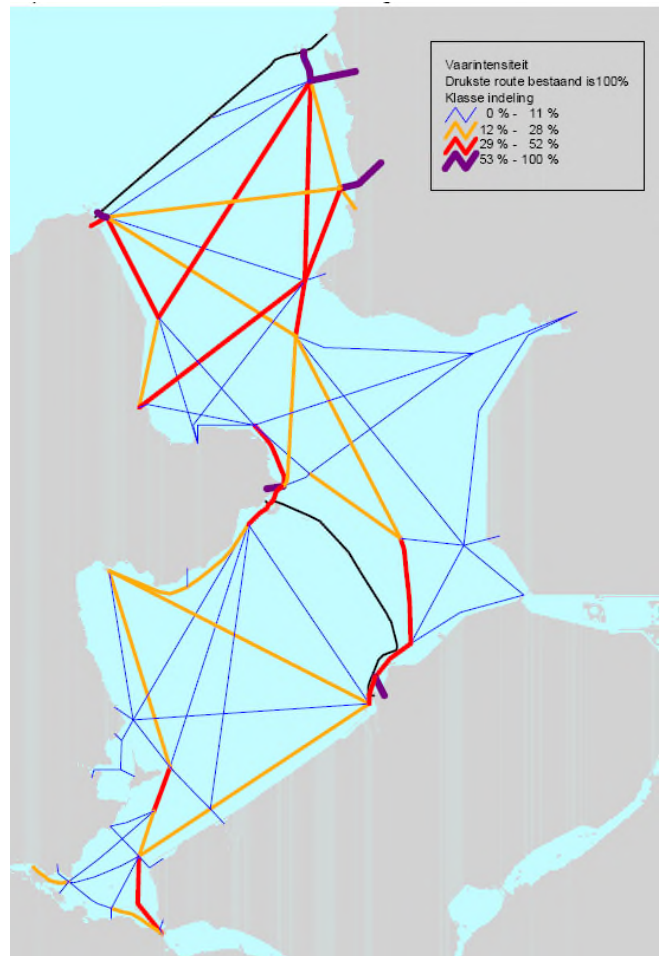 Vaarintensiteit
Drukste route bestaand is100%
Klasse indeling
0 % - 11 %
12 % - 28 %
29 % - 52 %
53 % - 100 %